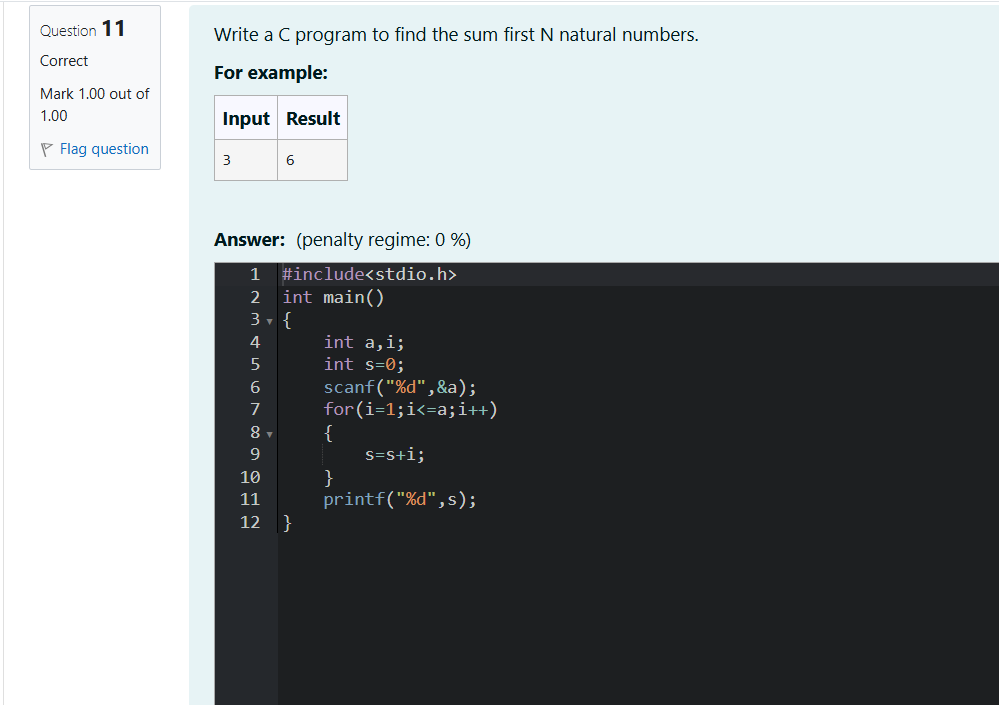 Question 11
Correct
Mark 1.00 out of
1.00
Flag question
Write a C program to find the sum first N natural numbers.
For example:
Input Result
3 6
Answer: (penalty regime: 0 %)
1 #include<stdio.h>
2 int main()
3 {
4     int a,i;
5     int s=0;
6     scanf("%d",&a);
7     for(i=1;i<=a;i++)
8     {
9         s=s+i;
10     }
11     printf("%d",s);
12 }